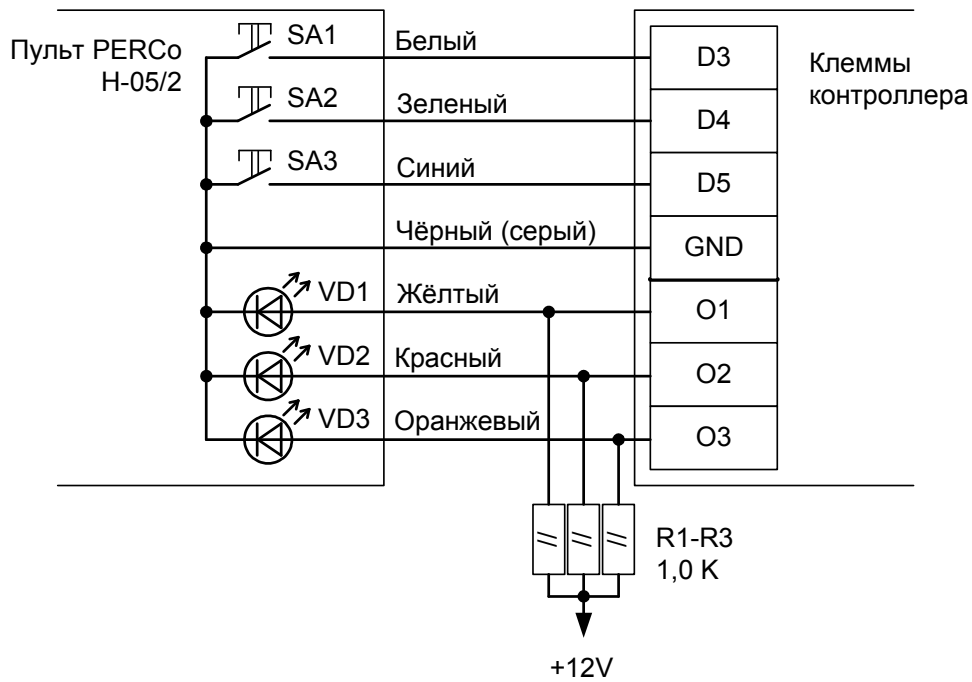 Пульт PERCo
Н-05/2
SA1
Белый
D3
Клеммы
контроллера
SA2
Зеленый
D4
SA3
Синий
D5
Чёрный (серый)
GND
VD1
Жёлтый
O1
VD2
Красный
O2
VD3
Оранжевый
O3
R1-R3
1,0 K
+12V